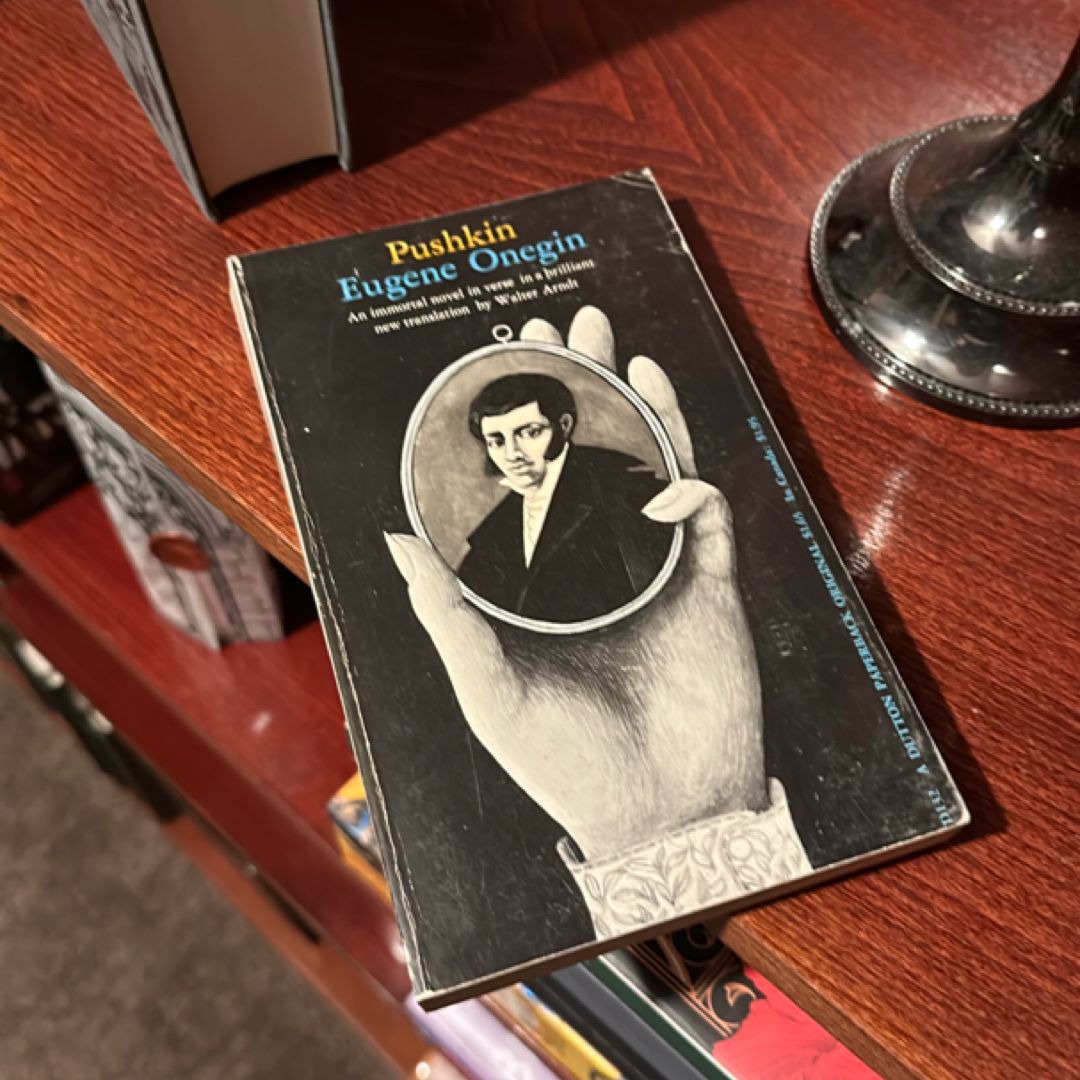 Pushkin
Eugene Onegin
An immortal novel in verse in a brilliant
new translation by Walter Arndt
A DUTTON PAPERBACK ORIGINAL $1.65 In Canada: $1.95